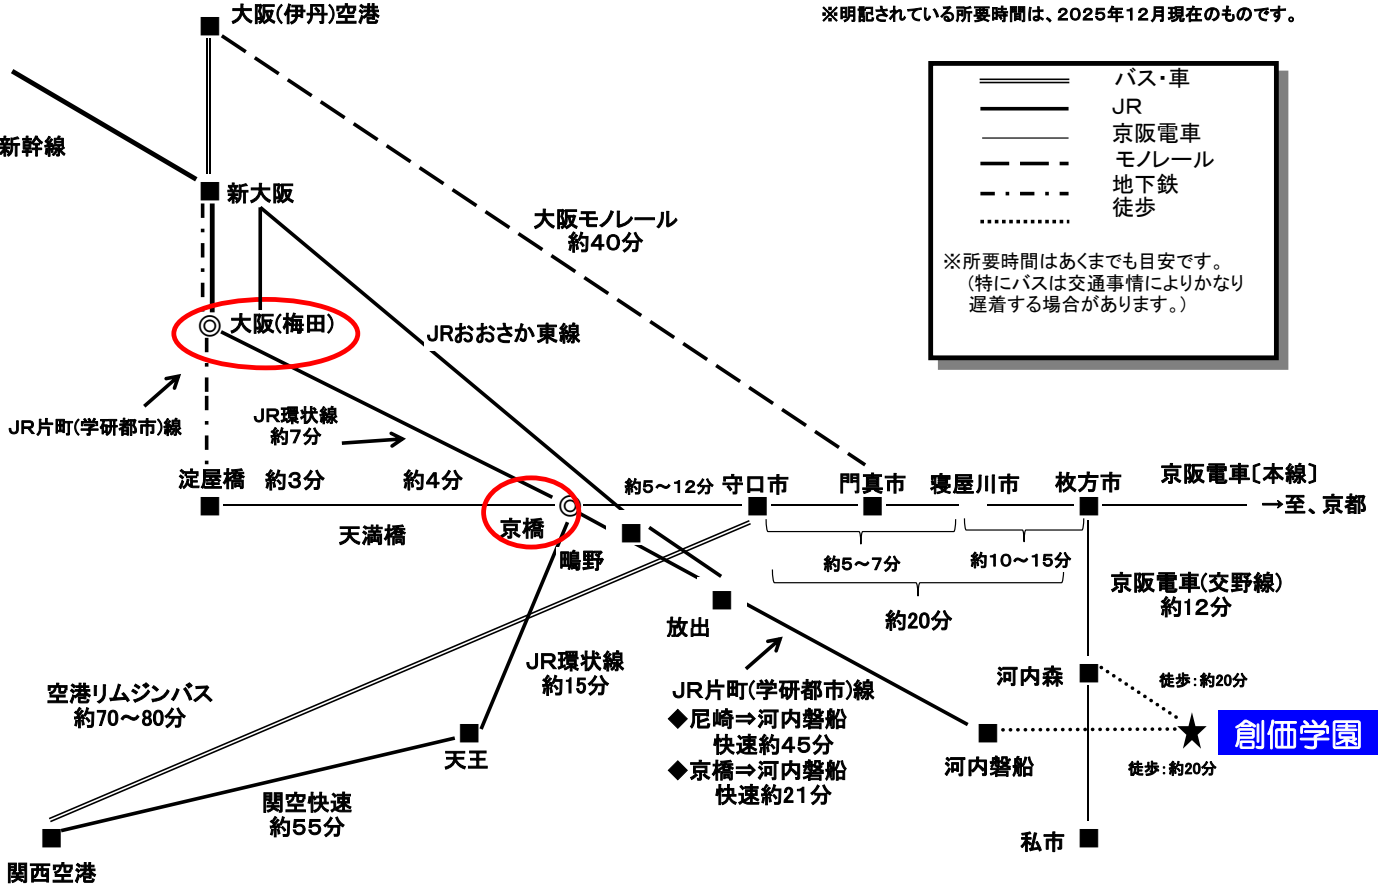 大阪(伊丹)空港
※明記されている所要時間は、2025年12月現在のものです。
バス・車
JR
京阪電車
モノレール
地下鉄
徒歩
※所要時間はあくまでも目安です。
(特にバスは交通事情によりかなり
遅着する場合があります。)
新幹線
新大阪
大阪モノレール
約40分
大阪(梅田)
JRおおさか東線
JR片町(学研都市)線
JR環状線
約7分
淀屋橋
約3分
約4分
約5～12分
守口市
門真市
寝屋川市
枚方市
京阪電車〔本線〕
→至、京都
天満橋
京橋
鴫野
約5～7分
約10～15分
京阪電車(交野線)
約12分
約20分
放出
JR環状線
約15分
河内森
徒歩：約20分
空港リムジンバス
約70～80分
JR片町(学研都市)線
◆尼崎⇒河内磐船
快速約45分
◆京橋⇒河内磐船
快速約21分
創価学園
天王
河内磐船
徒歩：約20分
関空快速
約55分
私市
関西空港